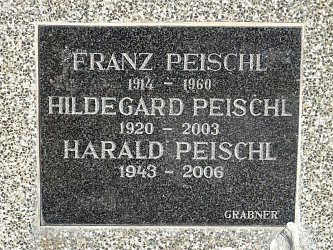 FRANZ PEISCHL
1914 – 1960
HILDEGARD PEISCHL
1920 – 2003
HARALD PEISCHL
1943 – 2006
GRABNER